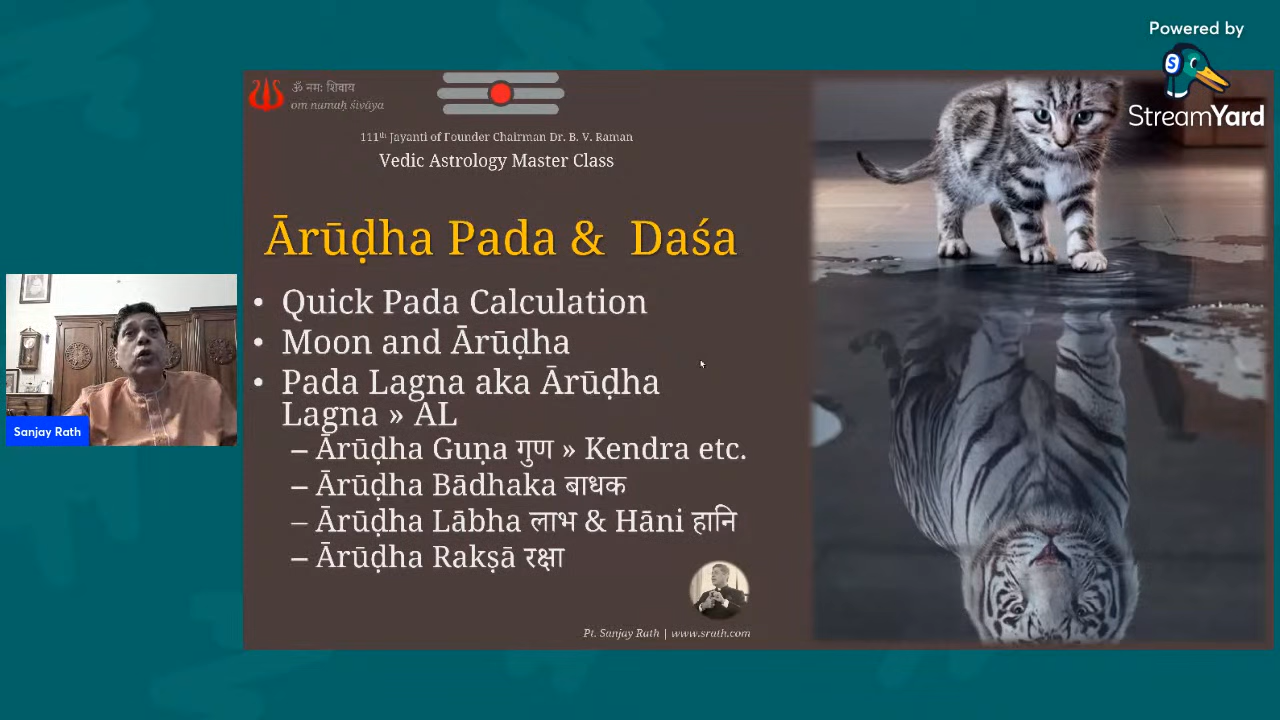 Powered by
StreamYard
ॐ नमः शिवाय
om namaḥ śivāya
111th Jayanti of Founder Chairman Dr. B. V. Raman
Vedic Astrology Master Class
Ārūḍha Pada & Daśa
• Quick Pada Calculation
• Moon and Ārūḍha
• Pada Lagna aka Ārūḍha
Lagna » AL
– Ārūḍha Guṇa गुण » Kendra etc.
– Ārūḍha Bādhaka बाधक
– Ārūḍha Lābha लाभ & Hāni हानि
– Ārūḍha Rakṣā रक्षा
Pt. Sanjay Rath | www.srath.com
Sanjay Rath